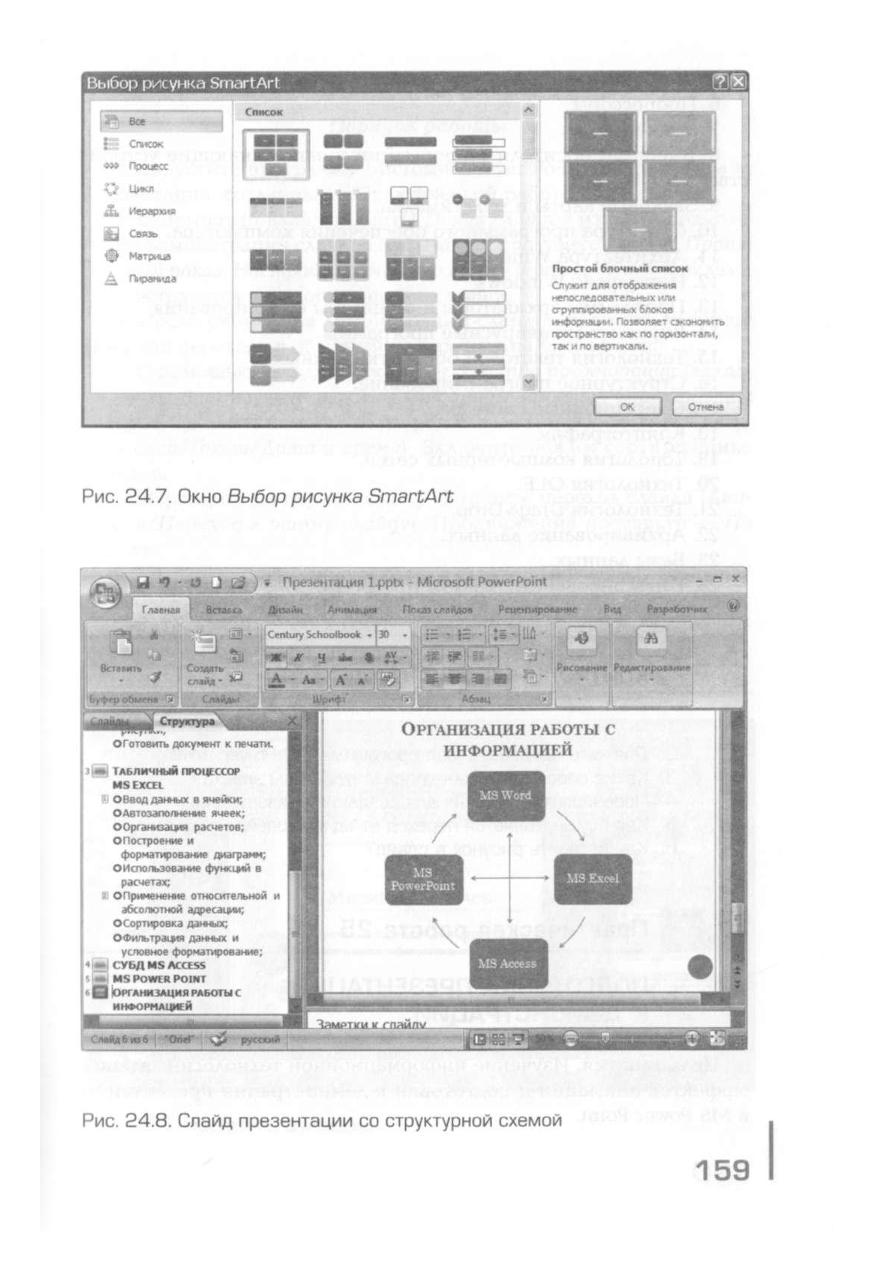 Выбор рисунка SmartArt
Все
Список
Процесс
Цикл
Иерархия
Связь
Матрица
Пирамида
Список
Простой блочный список
Служит для отображения
непоследовательных или
сгруппированных блоков
информации. Позволяет сэкономить
пространство как по горизонтали,
так и по вертикали.
ОК
Отмена
Рис. 24.7. Окно Выбор рисунка SmartArt
Презентация 1.pptx - Microsoft PowerPoint
Главная Вставка Дизайн Анимация Показ слайдов Рецензирование Вид Разработчик
Century Schoolbook 30
Вставить
Создать
слайд
Рисование Редактирование
Буфер обмена Слайды Шрифт Абзац
Слайды Структура
рисунки;
Готовить документ к печати.
3 ТАБЛИЧНЫЙ ПРОЦЕССОР
MS EXCEL
Ввод данных в ячейки;
Автозаполнение ячеек;
Организация расчетов;
Построение и
форматирование диаграмм;
Использование функций в
расчетах;
Применение относительной и
абсолютной адресации;
Сортировка данных;
Фильтрация данных и
условное форматирование;
4 СУБД MS ACCESS
5 MS POWER POINT
6 ОРГАНИЗАЦИЯ РАБОТЫ С
ИНФОРМАЦИЕЙ
ОРГАНИЗАЦИЯ РАБОТЫ С
ИНФОРМАЦИЕЙ
MS Word
MS
PowerPoint
MS Excel
MS Access
Заметки к слайду
Слайд 6 из 6 "Oriel" русский 50%
Рис. 24.8. Слайд презентации со структурной схемой
159